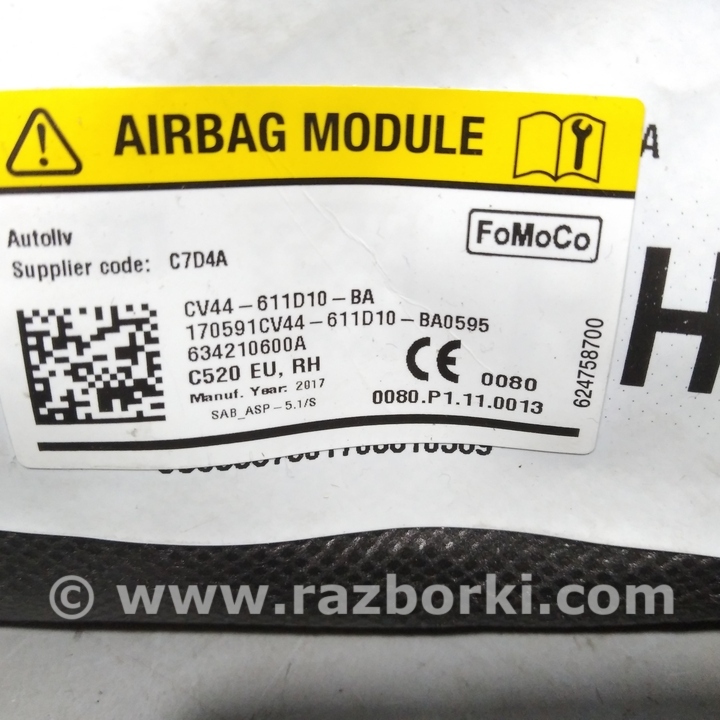 AIRBAG MODULE
A
Autoliv
Supplier code: C7D4A
FoMoCo
CV44-611D10-BA
170591CV44-611D10-BA0595
634210600A
C520 EU, RH
Manuf. Year. 2017
SAB_ASP-5.1/S
CE 0080
0080.P1.11.0013
624758700
H
© www.razborki.com